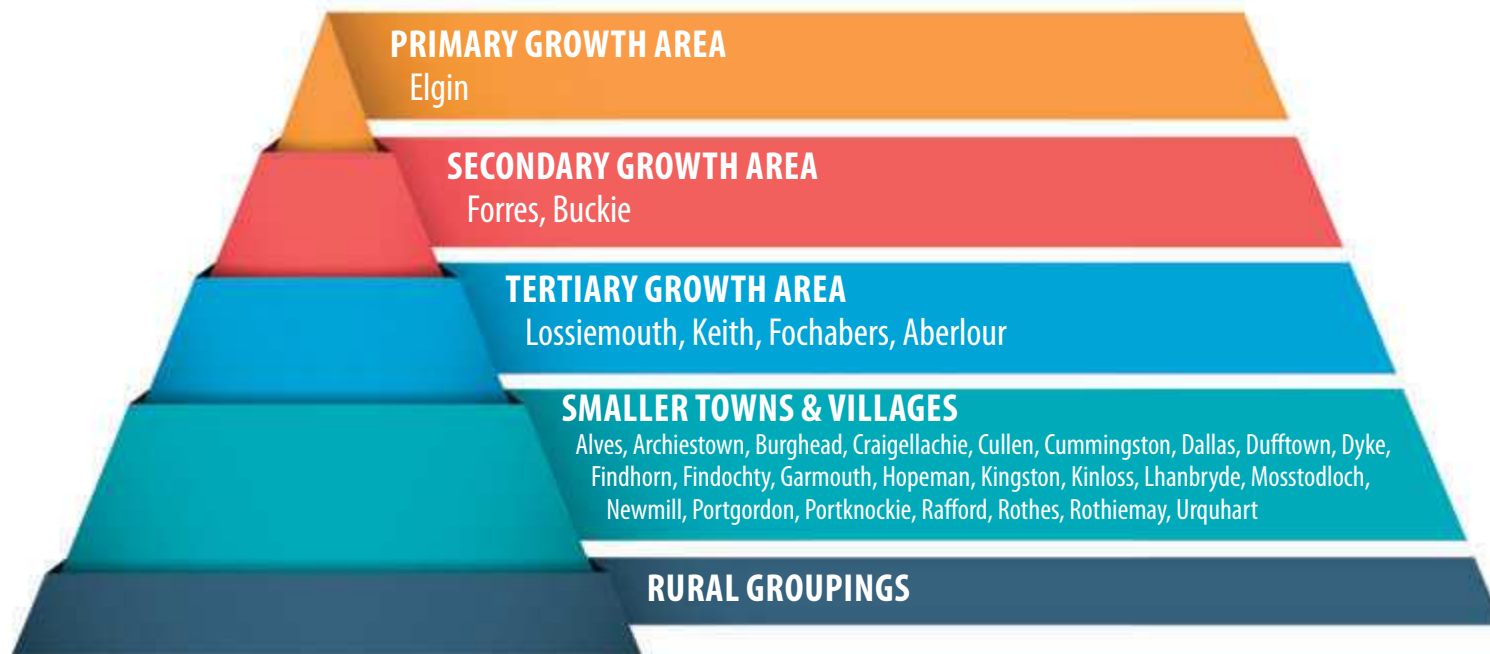 PRIMARY GROWTH AREA
Elgin
SECONDARY GROWTH AREA
Forres, Buckie
TERTIARY GROWTH AREA
Lossiemouth, Keith, Fochabers, Aberlour
SMALLER TOWNS & VILLAGES
Alves, Archiestown, Burghead, Craigellachie, Cullen, Cummingston, Dallas, Dufftown, Dyke,
Findhorn, Findochty, Garmouth, Hopeman, Kingston, Kinloss, Lhanbryde, Mosstodloch,
Newmill, Portgordon, Portknockie, Rafford, Rothes, Rothiemay, Urquhart
RURAL GROUPINGS